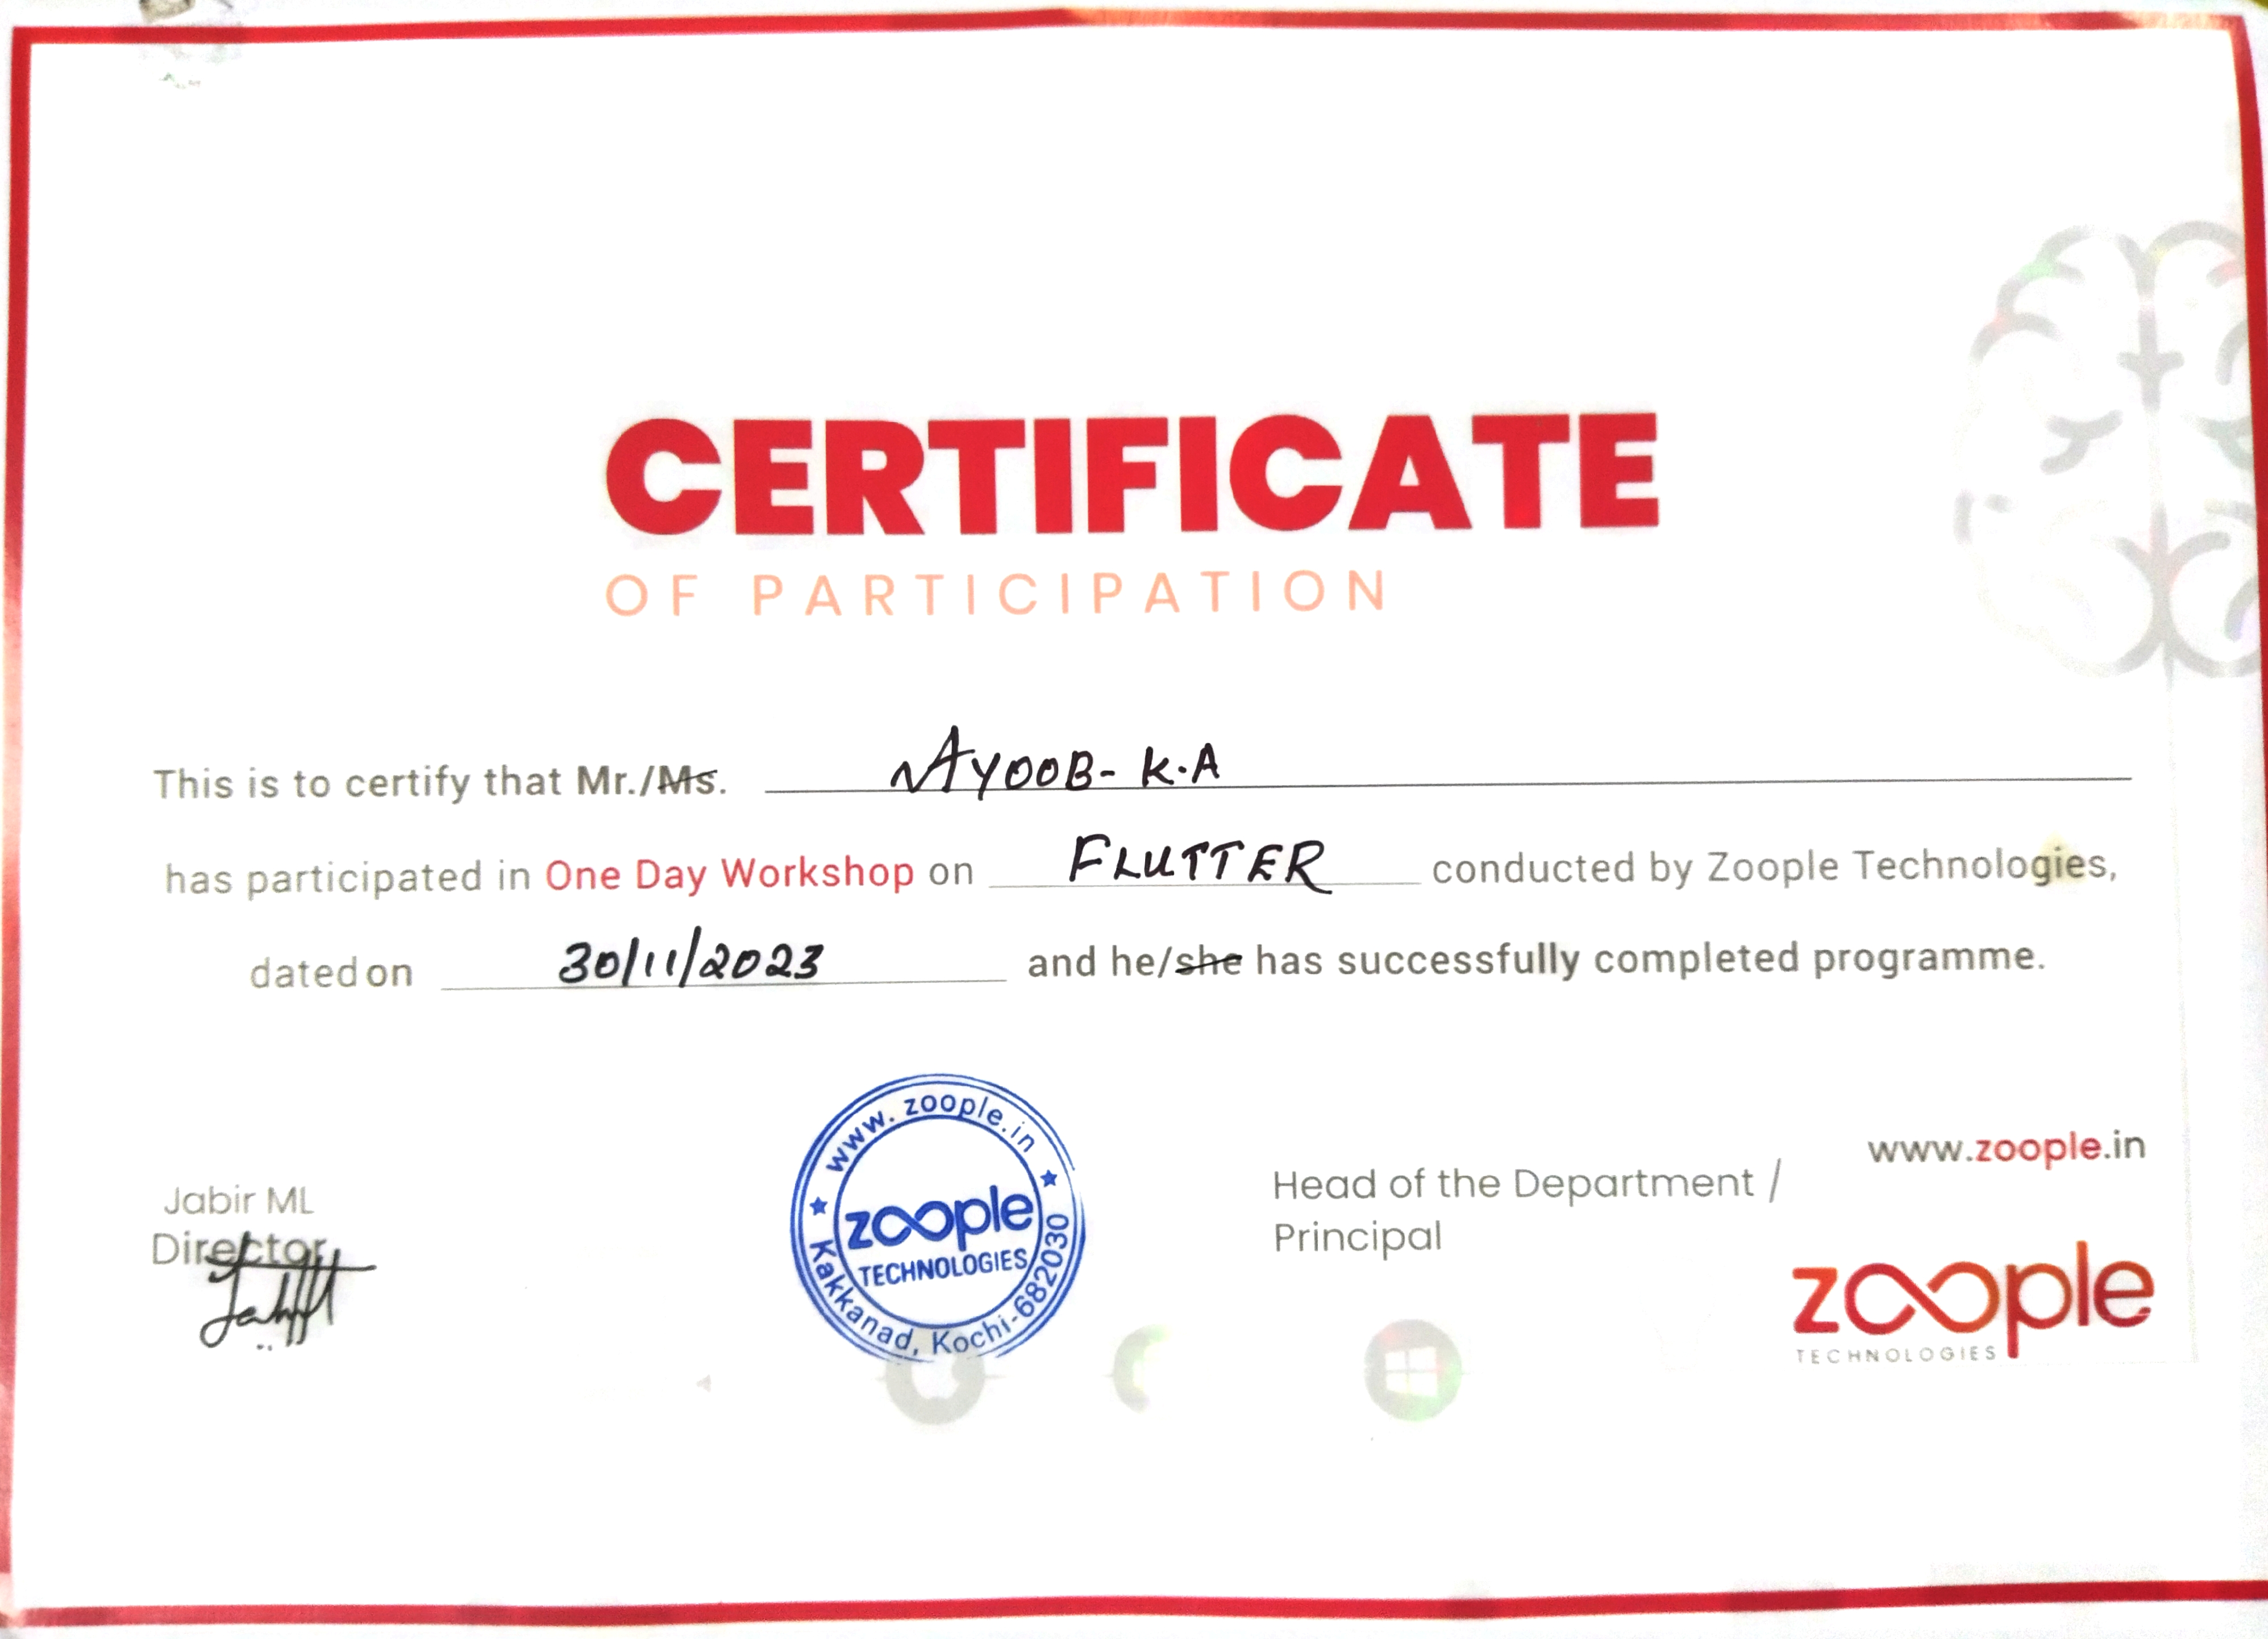 CERTIFICATE
OF PARTICIPATION
This is to certify that Mr./Ms. AYOOB- K.A
has participated in One Day Workshop on FLUTTER conducted by Zoople Technologies,
dated on 30/11/2023 and he/she has successfully completed programme.
Jabir ML
Director
www.zoople.in
zoople
TECHNOLOGIES
Kakkanad, Kochi-682030
Head of the Department /
Principal
www.zoople.in
zoople
TECHNOLOGIES